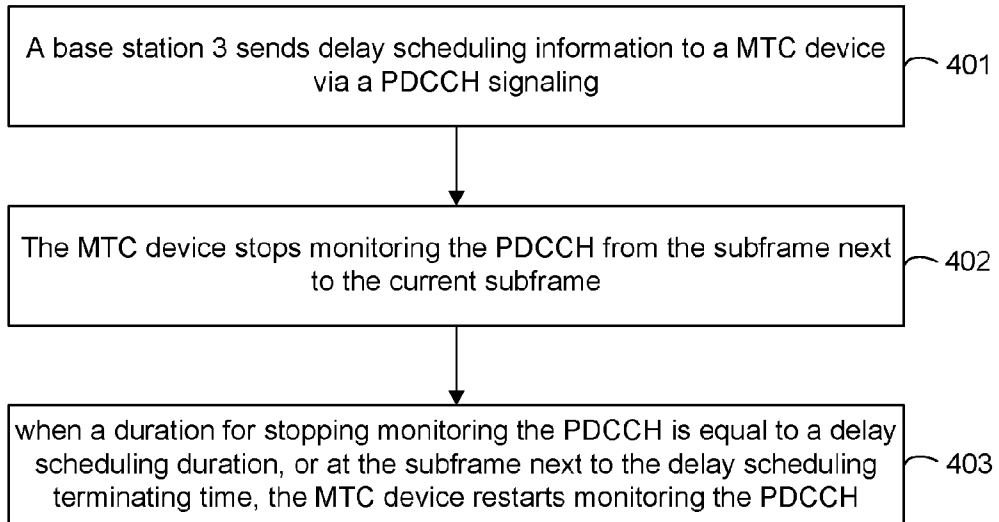 A base station 3 sends delay scheduling information to a MTC device
via a PDCCH signaling
401
The MTC device stops monitoring the PDCCH from the subframe next
to the current subframe
402
when a duration for stopping monitoring the PDCCH is equal to a delay
scheduling duration, or at the subframe next to the delay scheduling
terminating time, the MTC device restarts monitoring the PDCCH
403